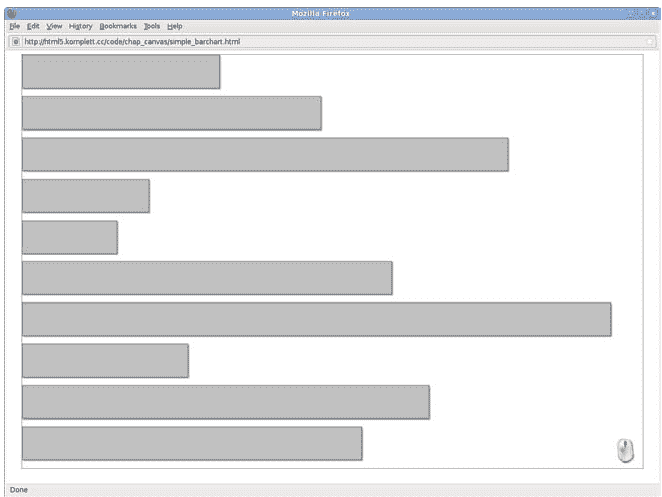 Mozilla Firefox
File Edit View History Bookmarks Tools Help
http://html5.komplett.cc/code/chap_canvas/simple_barchart.html
Done